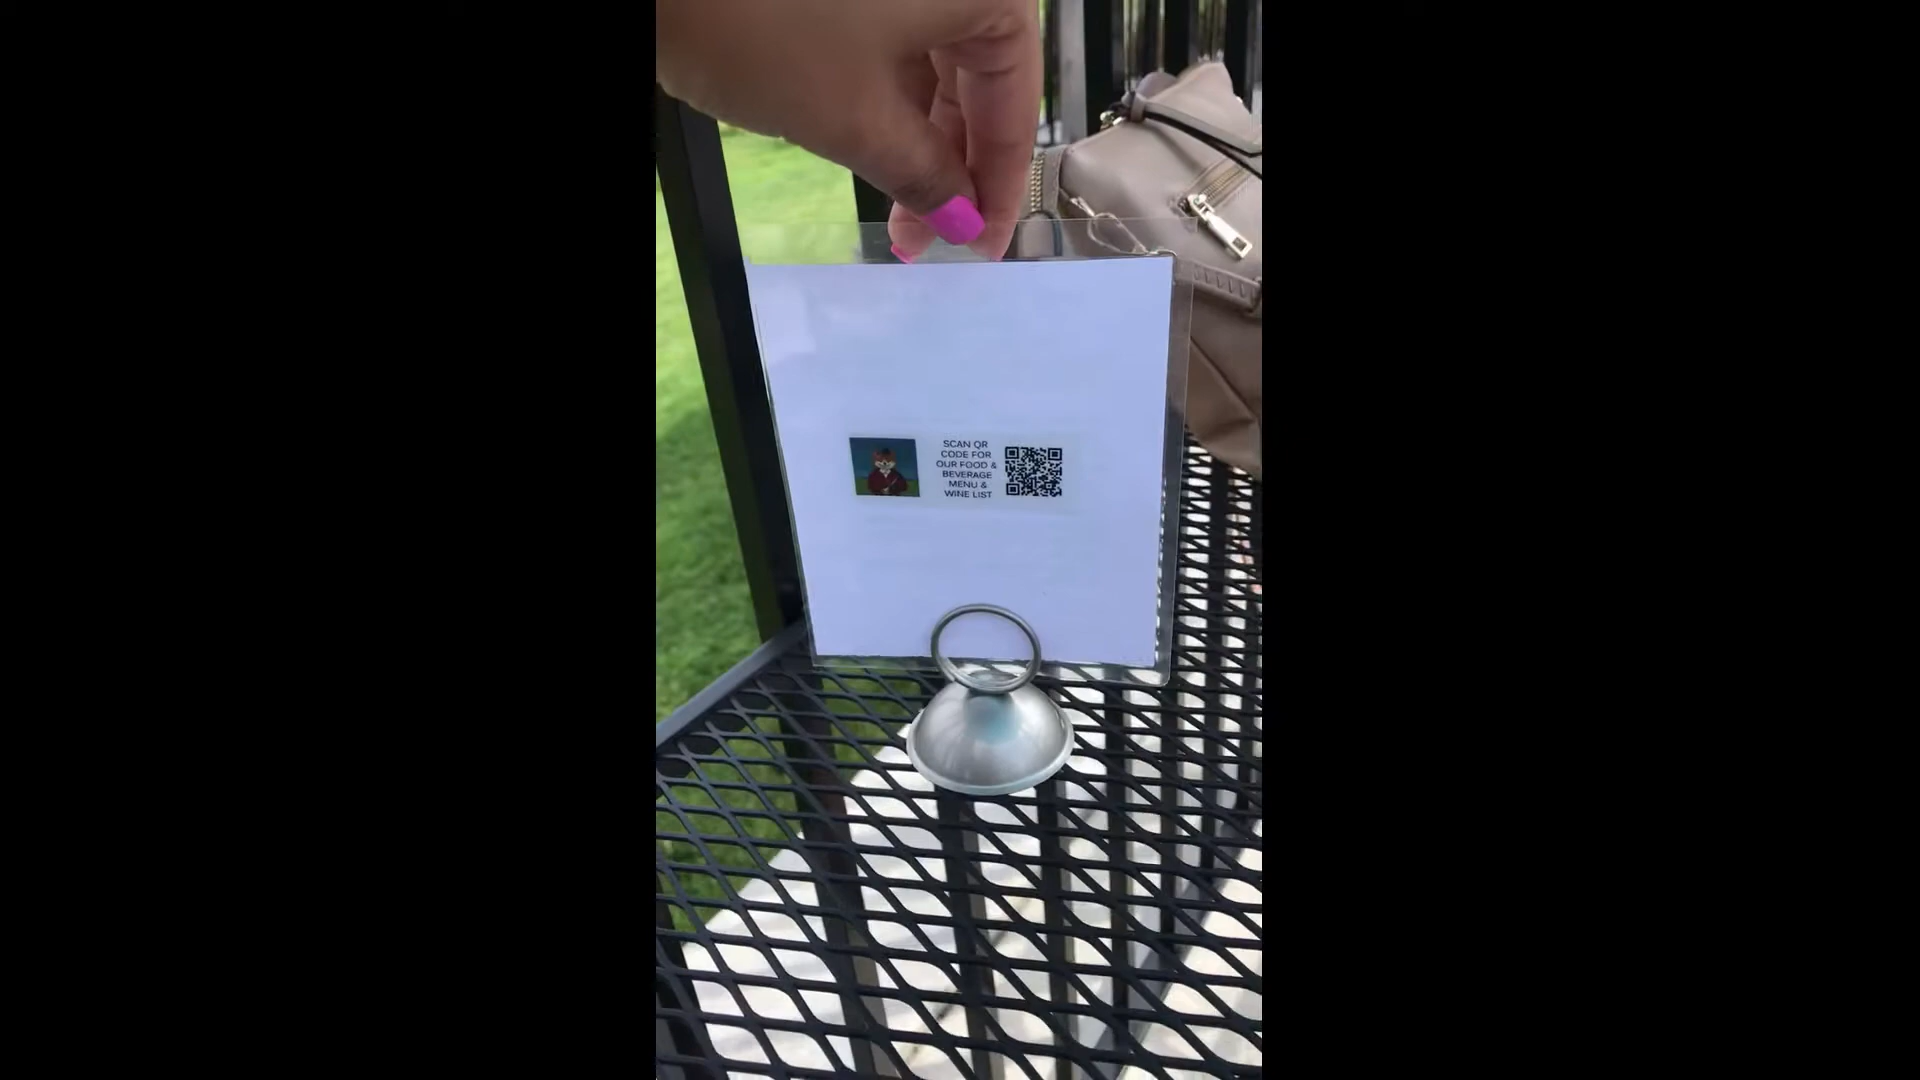 SCAN QR
CODE FOR
OUR FOOD &
BEVERAGE
MENU &
WINE LIST